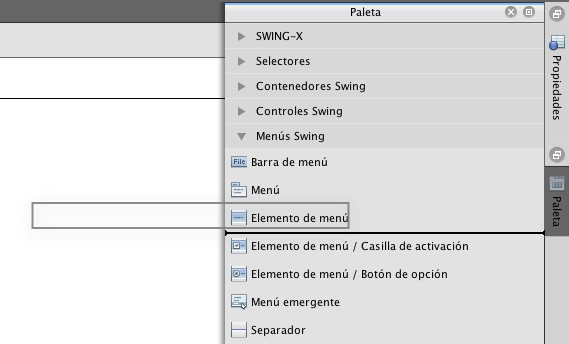 Paleta
SWING-X
Selectores
Contenedores Swing
Controles Swing
Menús Swing
File Barra de menú
Menú
Elemento de menú
Elemento de menú / Casilla de activación
Elemento de menú / Botón de opción
Menú emergente
Separador
Propiedades
Paleta